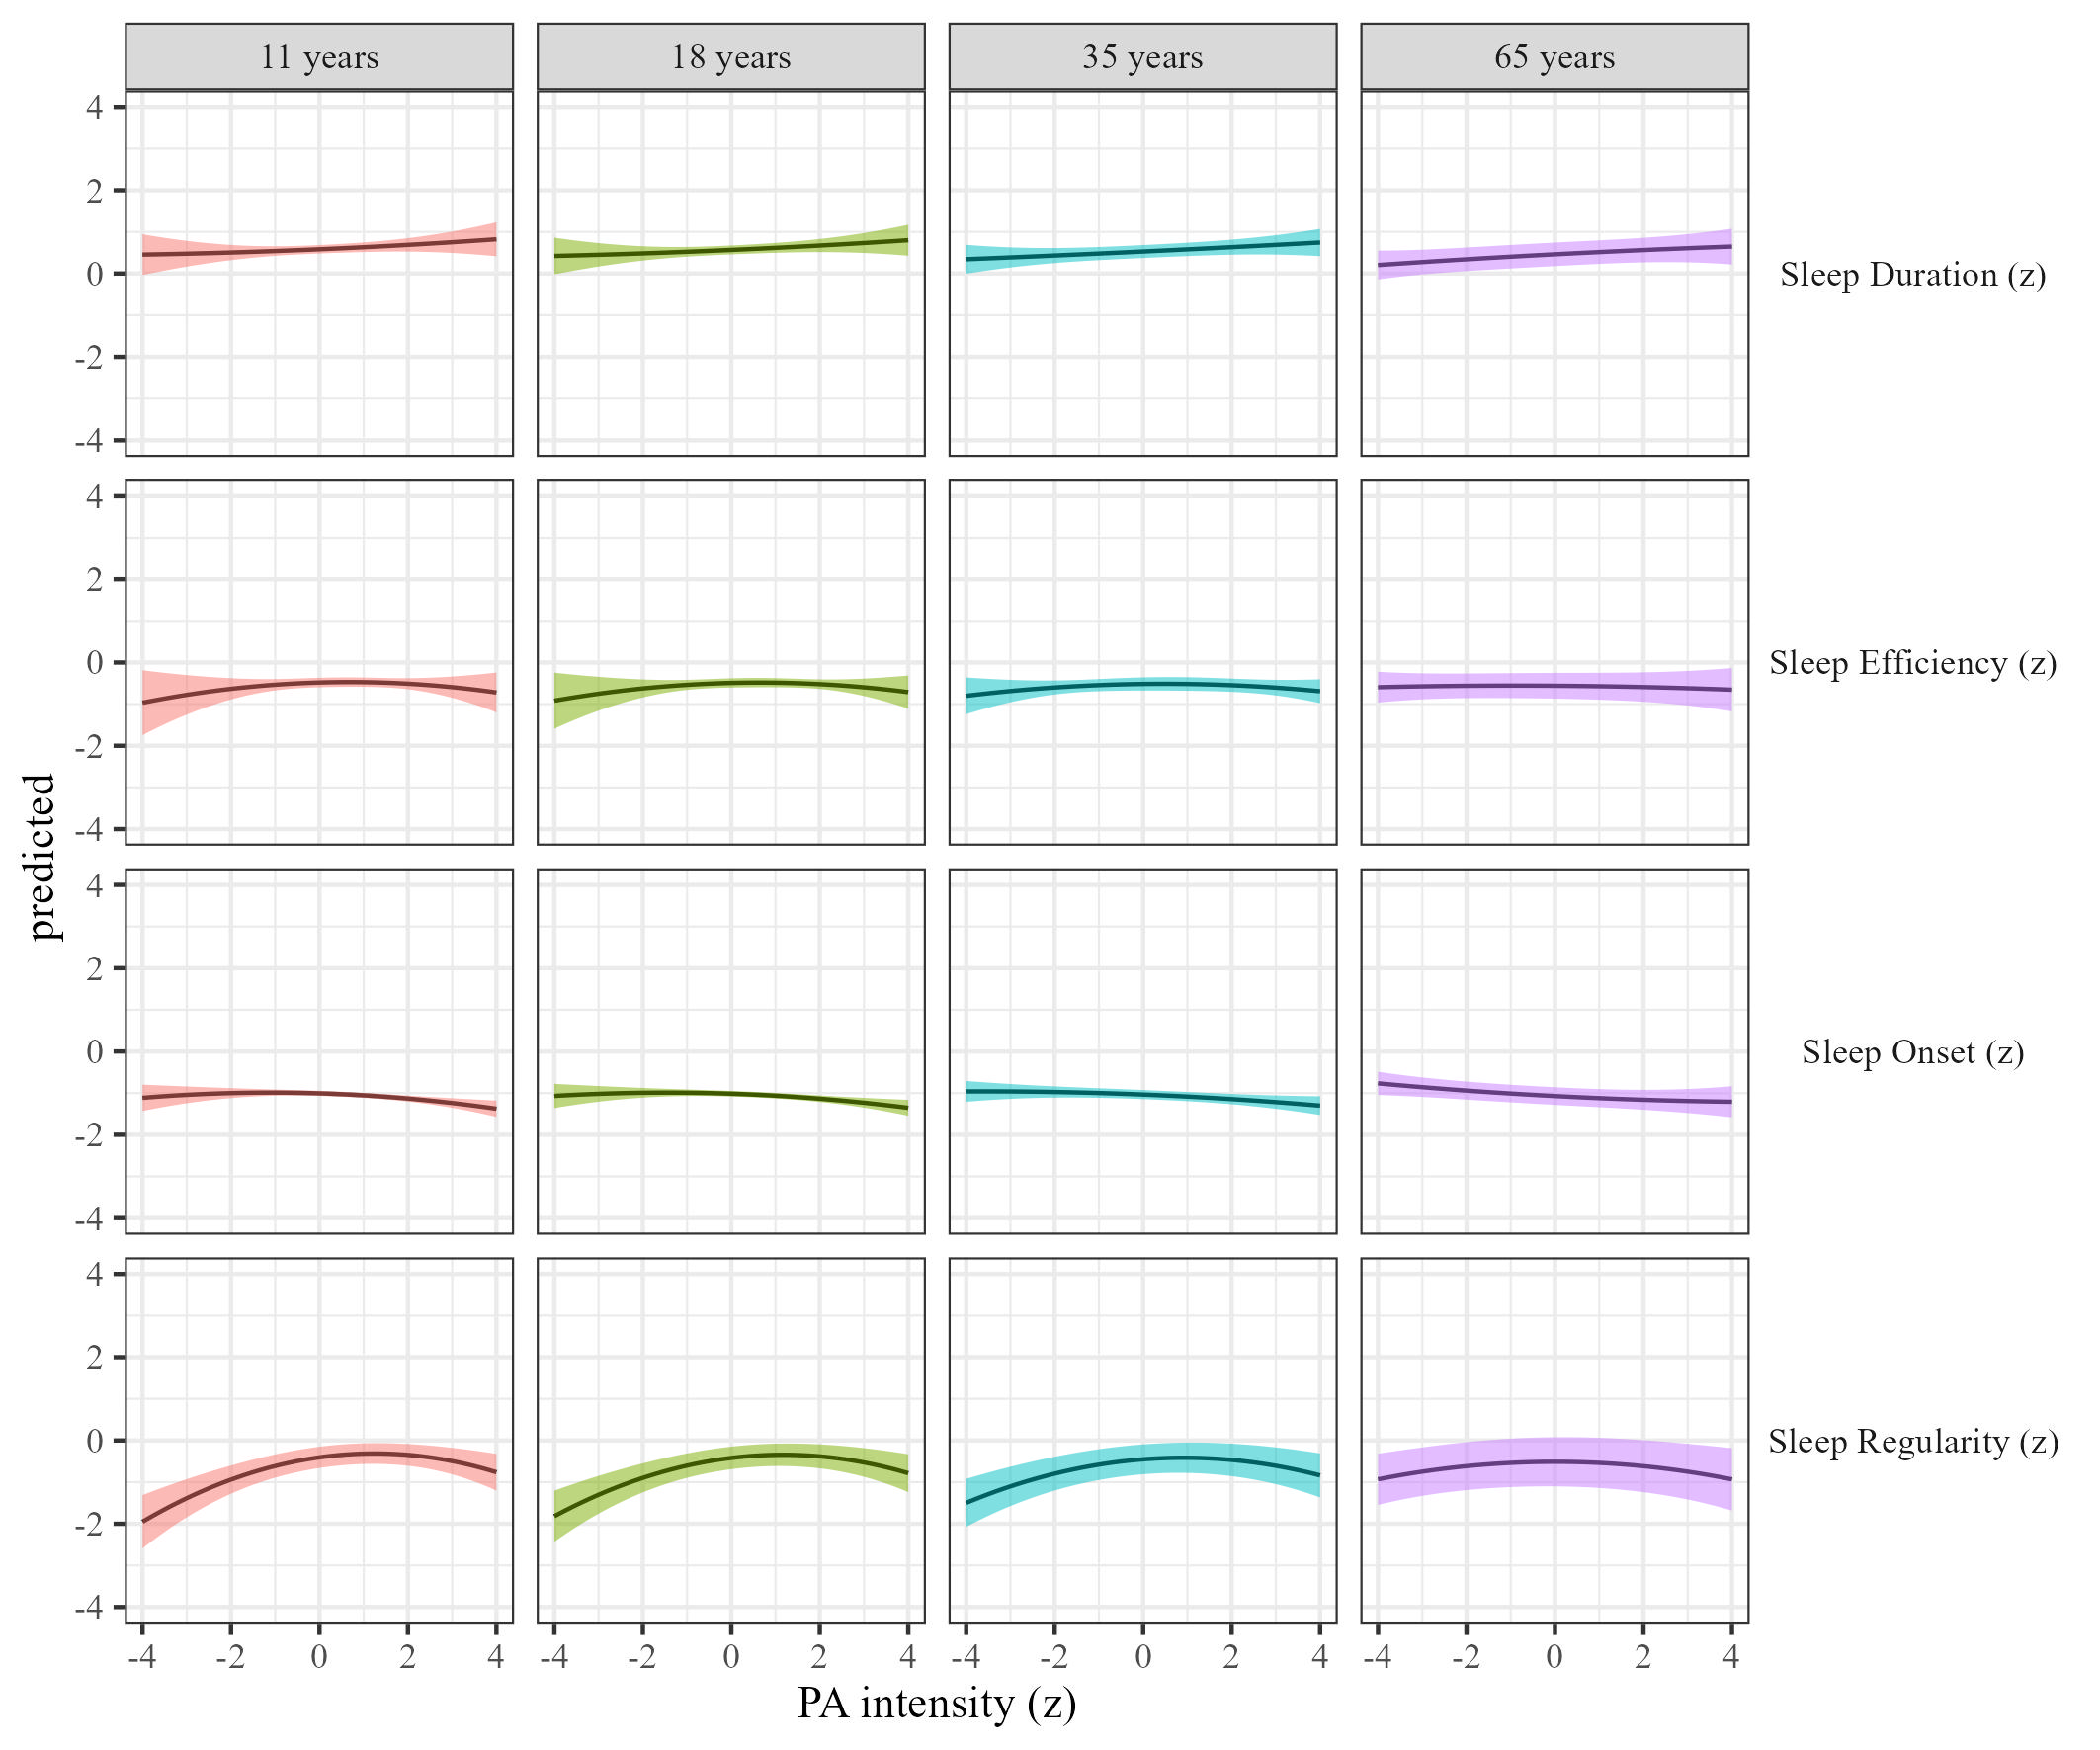 11 years 18 years 35 years 65 years
4
2
0
-2
-4
Sleep Duration (z)
4
2
0
-2
-4
Sleep Efficiency (z)
predicted
4
2
0
-2
-4
Sleep Onset (z)
4
2
0
-2
-4
Sleep Regularity (z)
-4 -2 0 2 4 -4 -2 0 2 4 -4 -2 0 2 4 -4 -2 0 2 4
PA intensity (z)